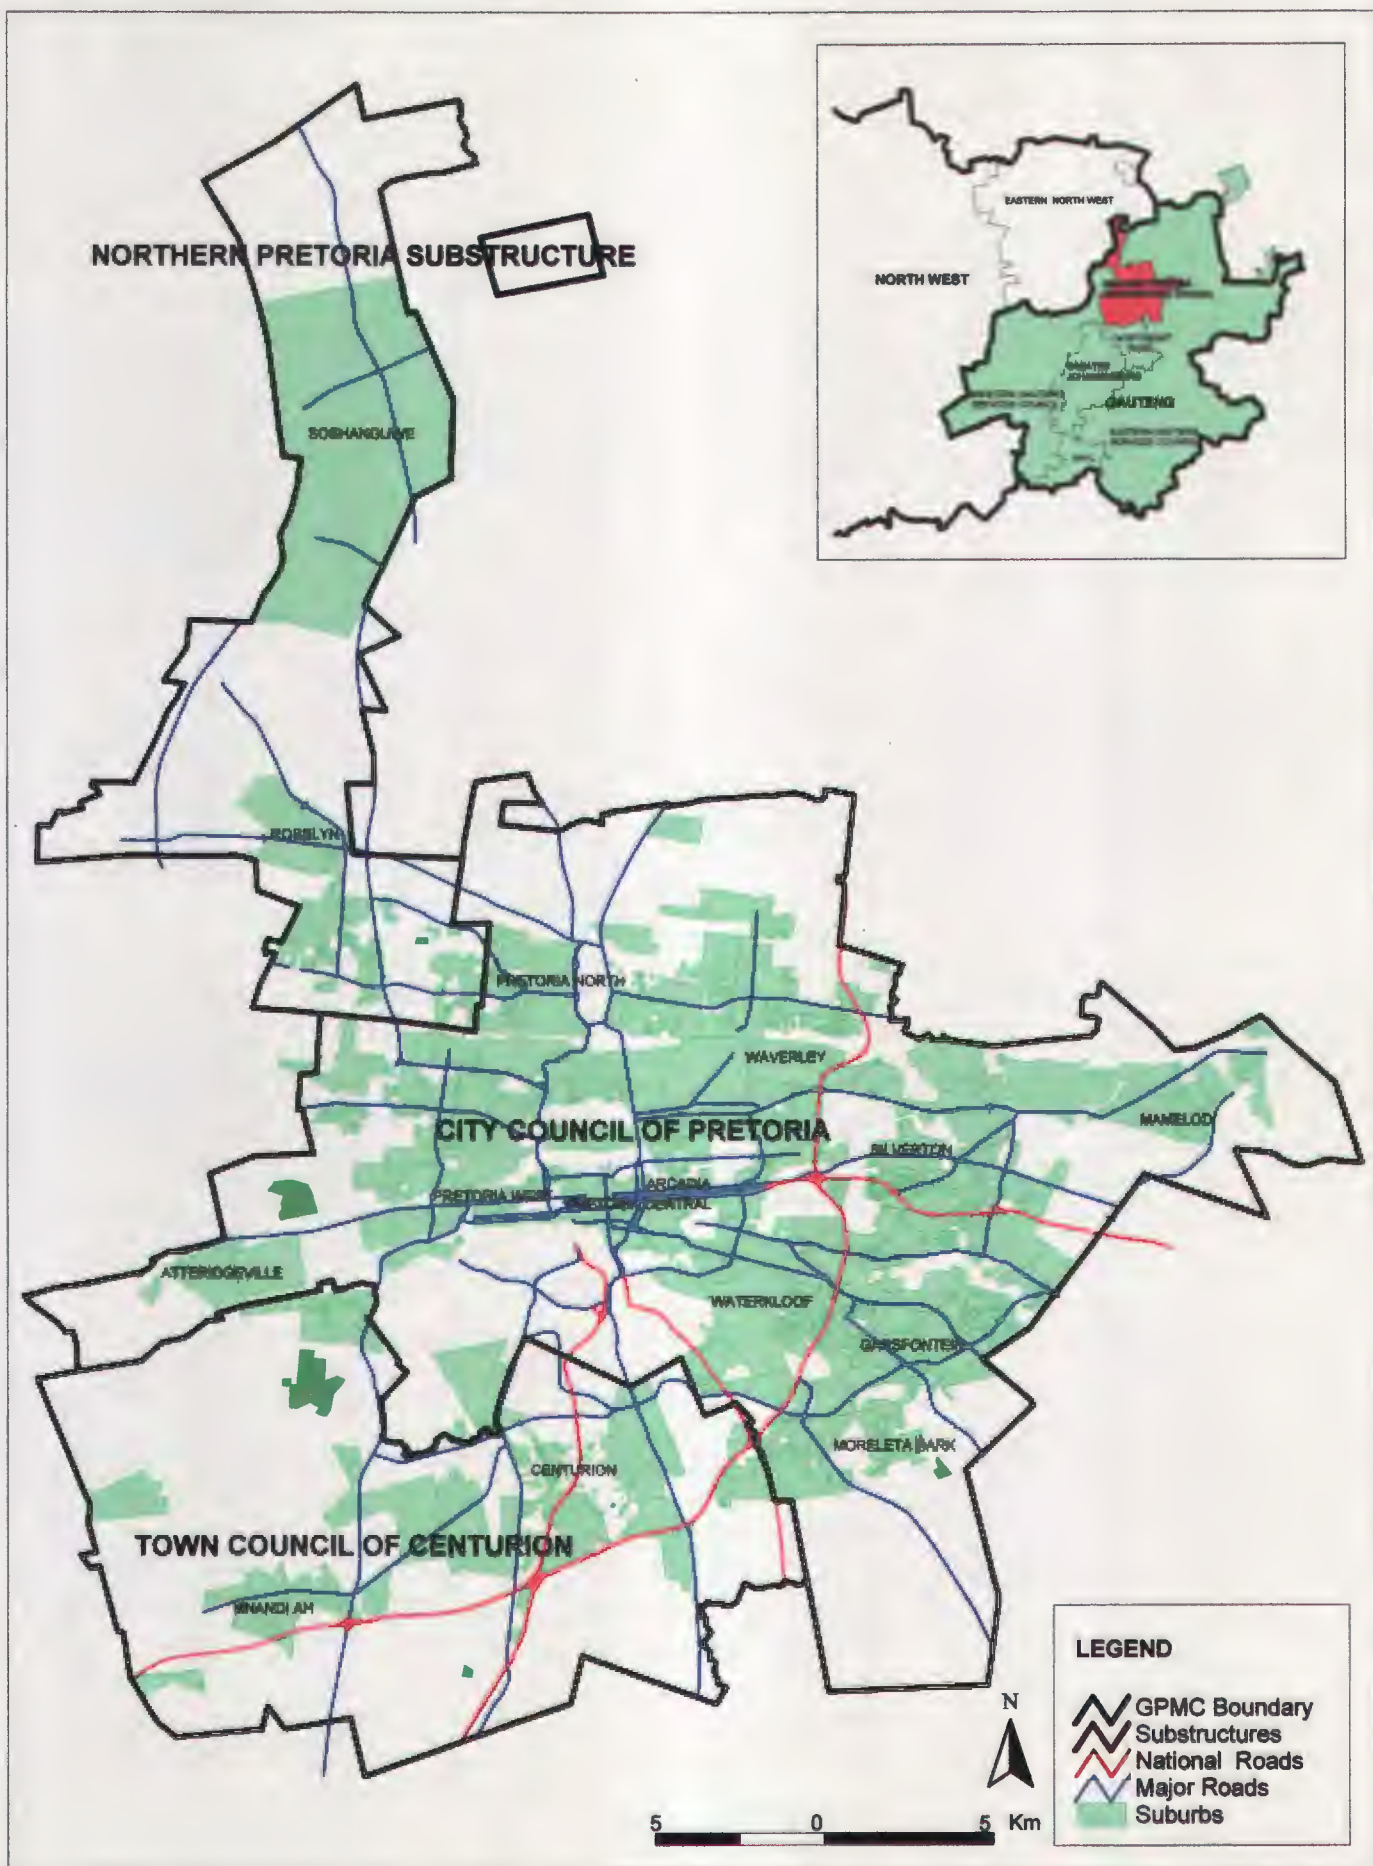 EASTERN NORTH WEST
NORTHERN PRETORIA SUBSTRUCTURE
NORTH WEST
GREATER
JOHANNESBURG
GAUTENG
SOSHANGUVE
ROSSLYN
PRETORIA NORTH
WAVERLEY
CITY COUNCIL OF PRETORIA
MAMELODI
SILVERTON
ARCADIA
PRETORIA WEST
CENTRAL
ATTERIDGEVILLE
WATERKLOOF
GARSFONTEIN
MORELETA PARK
CENTURION
TOWN COUNCIL OF CENTURION
MNANDI AH
LEGEND
GPMC Boundary
Substructures
National Roads
Major Roads
Suburbs
N
5 0 5 Km